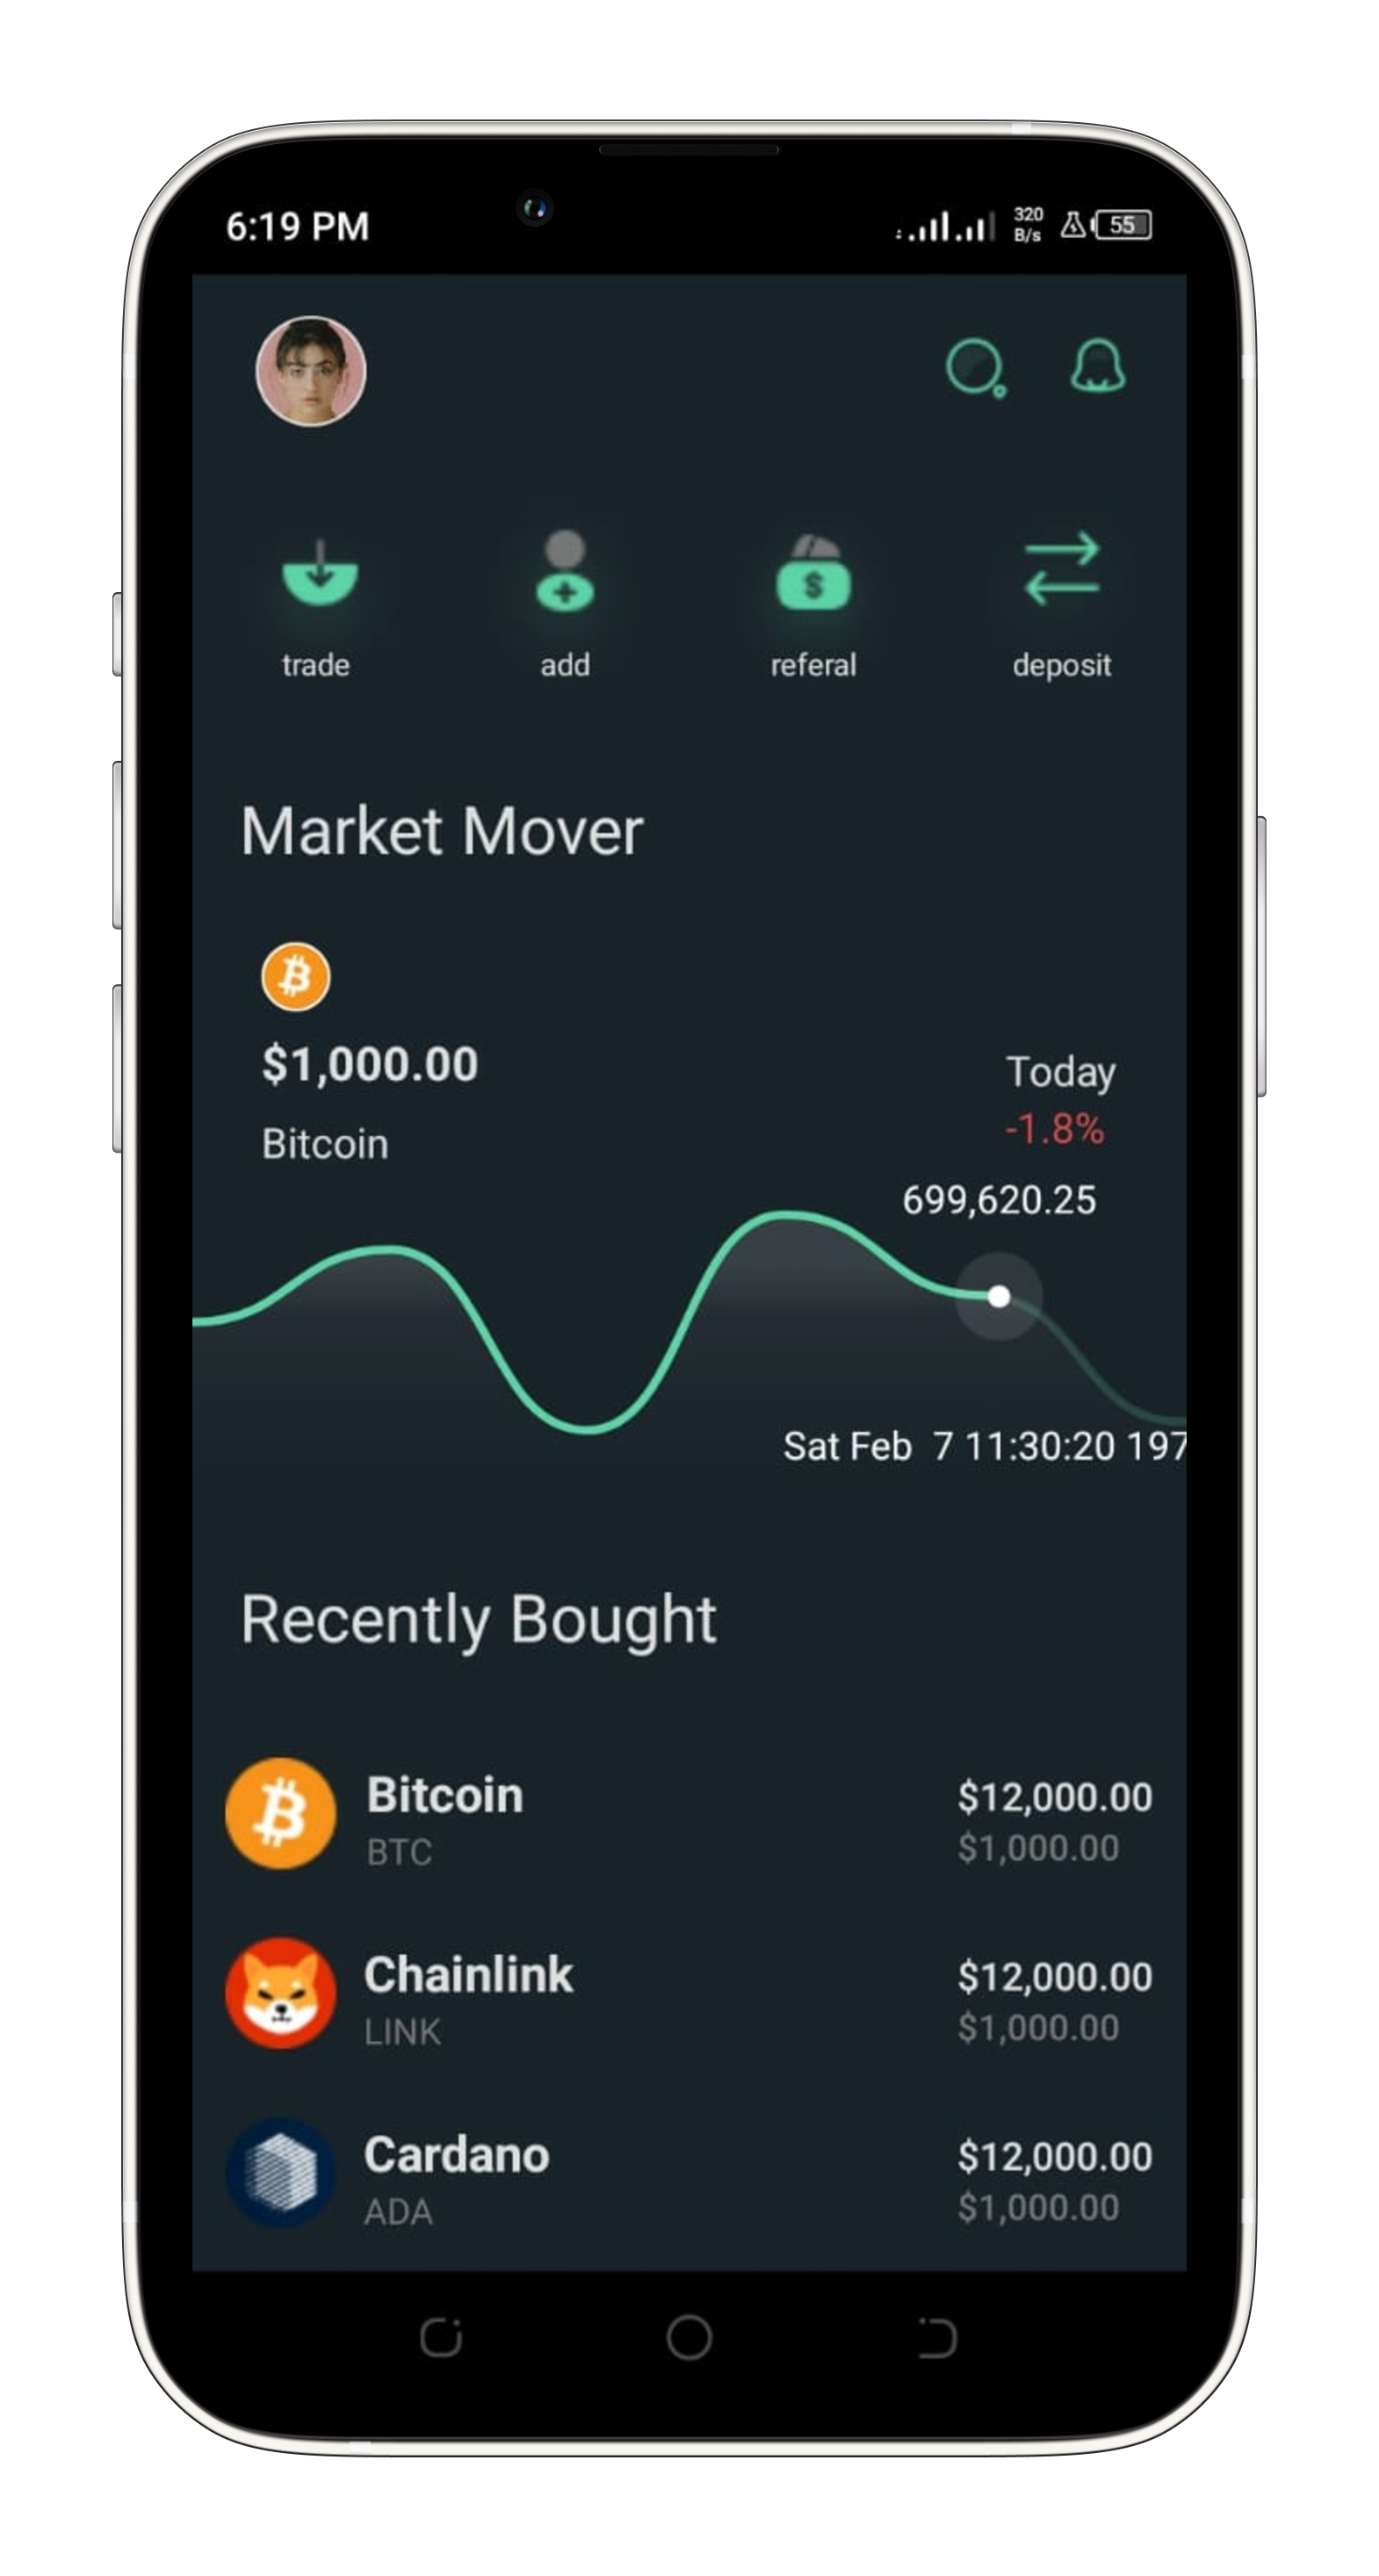 6:19 PM
320
B/s
55
trade add referal deposit
Market Mover
$1,000.00
Bitcoin
Today
-1.8%
699,620.25
Sat Feb  7 11:30:20 197
Recently Bought
Bitcoin $12,000.00
BTC $1,000.00
Chainlink $12,000.00
LINK $1,000.00
Cardano $12,000.00
ADA $1,000.00